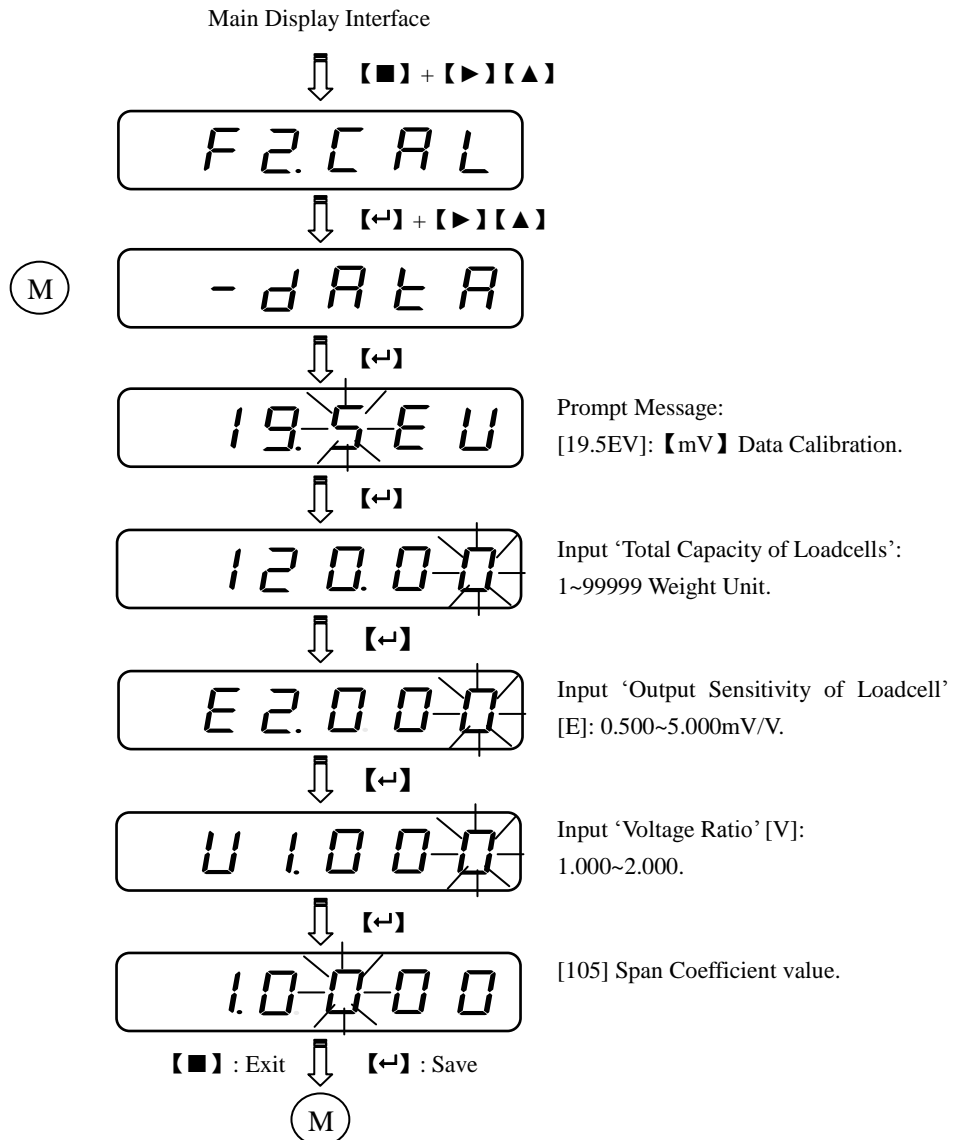 Main Display Interface
【■】+【►】【▲】
F2.CAL
【↵】+【►】【▲】
M
-dAtA
【↵】
19.5EU
Prompt Message:
[19.5EV]:【mV】Data Calibration.
【↵】
120.00
Input ‘Total Capacity of Loadcells’:
1~99999 Weight Unit.
【↵】
E2.000
Input ‘Output Sensitivity of Loadcell’
[E]: 0.500~5.000mV/V.
【↵】
U1.000
Input ‘Voltage Ratio’ [V]:
1.000~2.000.
【↵】
1.0000
[105] Span Coefficient value.
【■】: Exit 【↵】: Save
M